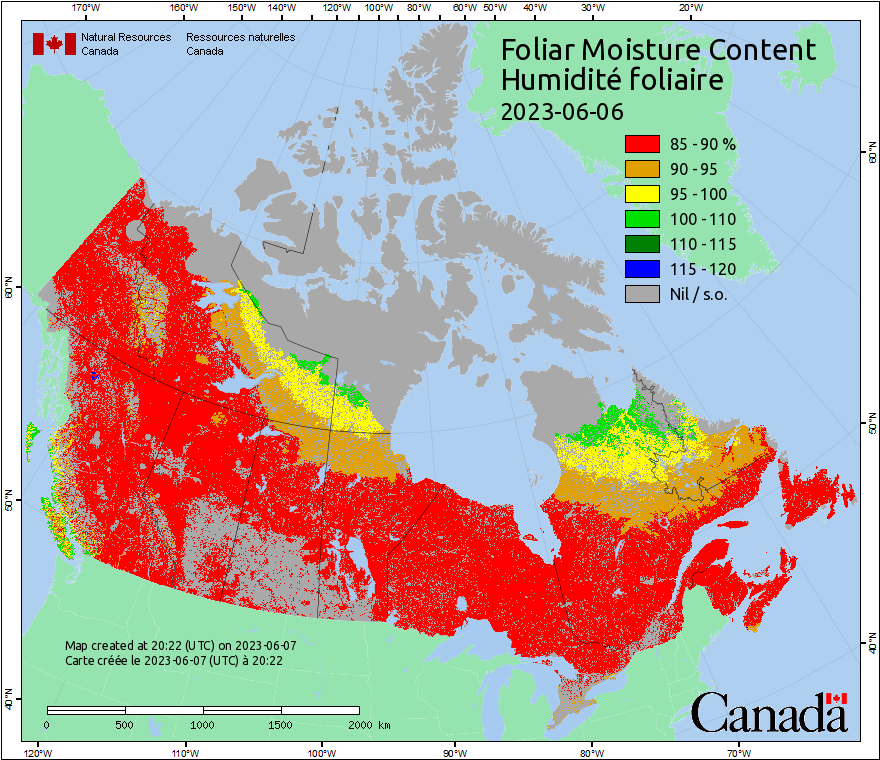 170°W 160°W 150°W 140°W 120°W 110°W 100°W 90°W 80°W 60°W 50°W 40°W 30°W 20°W
Natural Resources Ressources naturelles
Canada Canada
Foliar Moisture Content
Humidité foliaire
2023-06-06
85 - 90 %
90 - 95
95 - 100
100 - 110
110 - 115
115 - 120
Nil / s.o.
60°N
60°N
50°N
50°N
40°N
40°N
Map created at 20:22 (UTC) on 2023-06-07
Carte créée le 2023-06-07 (UTC) à 20:22
0 500 1000 1500 2000 km
Canada
120°W 110°W 100°W 90°W 80°W 70°W